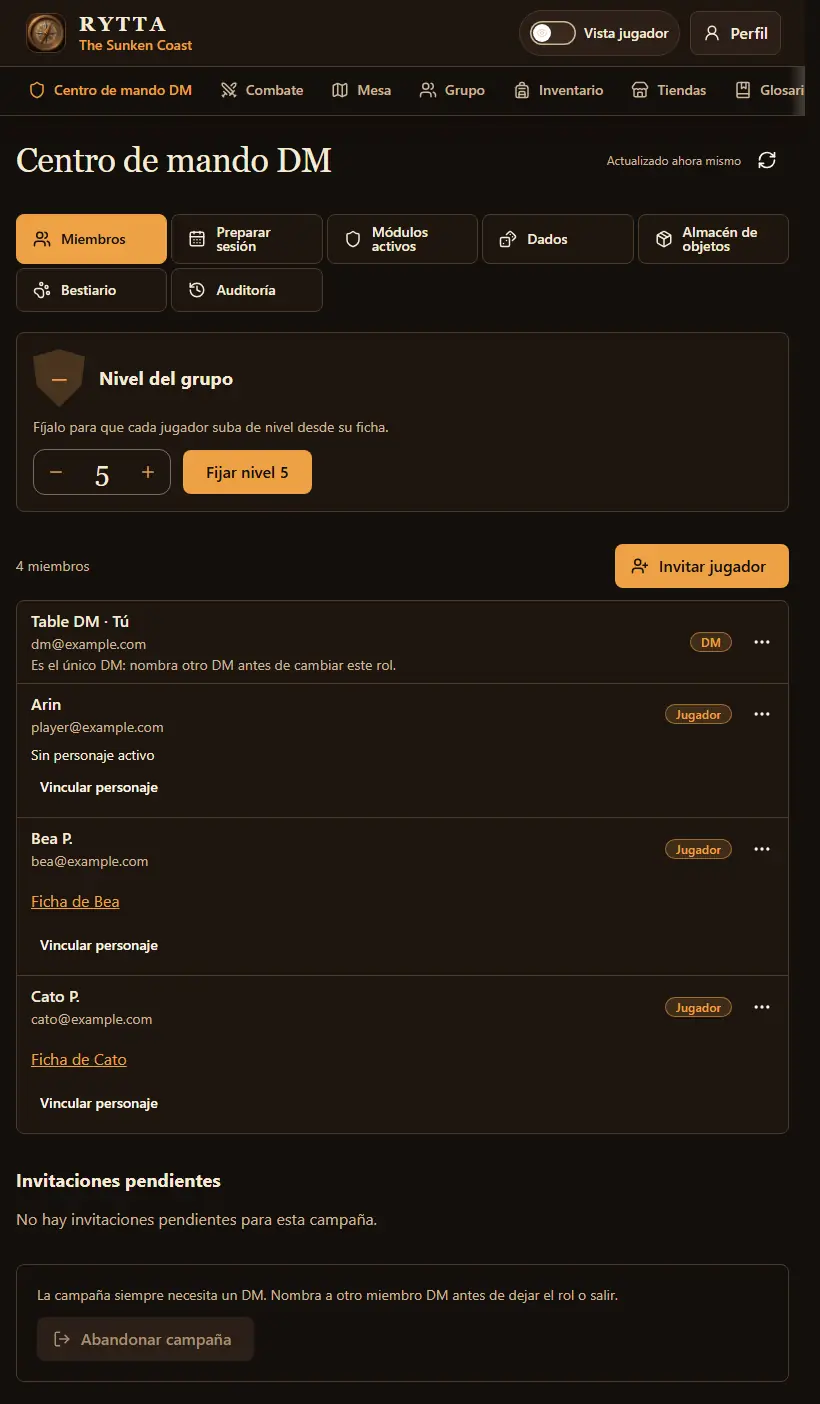 RYTTA
The Sunken Coast
Vista jugador
Perfil
Centro de mando DM
Combate
Mesa
Grupo
Inventario
Tiendas
Glosari
Centro de mando DM
Actualizado ahora mismo
Miembros
Preparar
sesión
Módulos
activos
Dados
Almacén de
objetos
Bestiario
Auditoría
–
Nivel del grupo
Fíjalo para que cada jugador suba de nivel desde su ficha.
− 5 +
Fijar nivel 5
4 miembros
Invitar jugador
Table DM · Tú
dm@example.com
Es el único DM: nombra otro DM antes de cambiar este rol.
DM
Arin
player@example.com
Jugador
Sin personaje activo
Vincular personaje
Bea P.
bea@example.com
Jugador
Ficha de Bea
Vincular personaje
Cato P.
cato@example.com
Jugador
Ficha de Cato
Vincular personaje
Invitaciones pendientes
No hay invitaciones pendientes para esta campaña.
La campaña siempre necesita un DM. Nombra a otro miembro DM antes de dejar el rol o salir.
Abandonar campaña